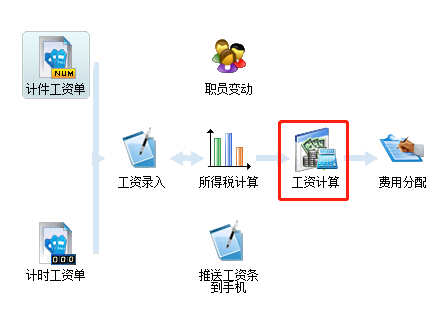 NUM
计件工资单
职员变动
工资录入
所得税计算
工资计算
费用分配
000
计时工资单
推送工资条
到手机